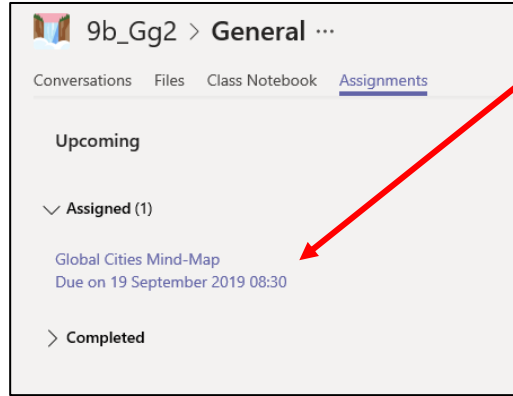 9b_Gg2 > General ···
Conversations Files Class Notebook Assignments
Upcoming
Assigned (1)
Global Cities Mind-Map
Due on 19 September 2019 08:30
Completed